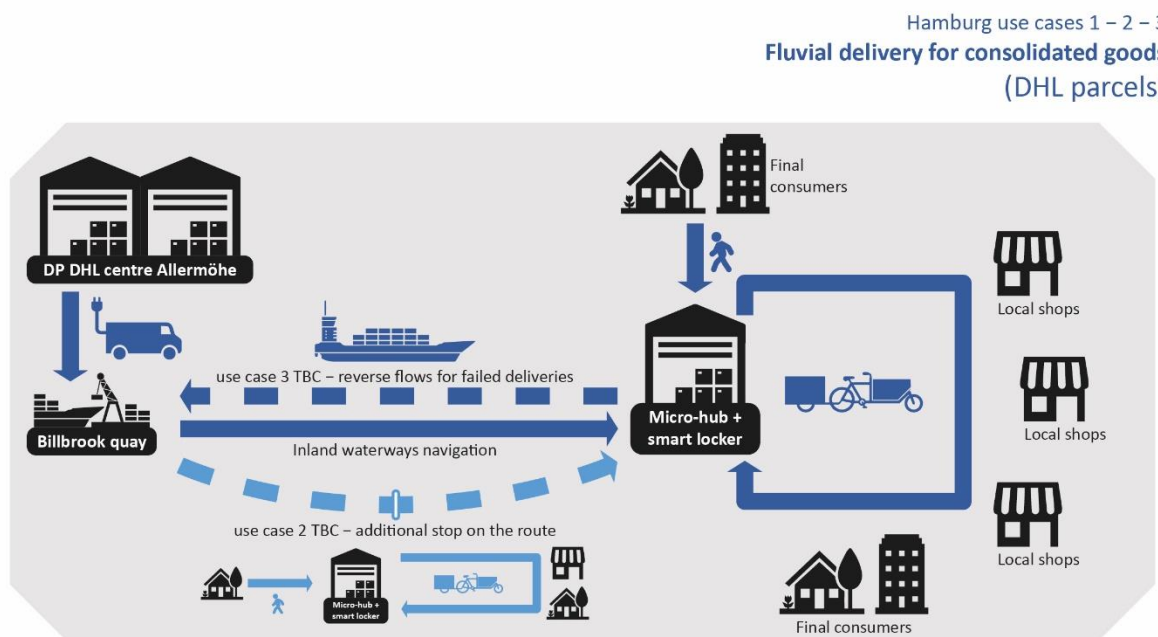 Hamburg use cases 1 – 2 – 3
Fluvial delivery for consolidated goods
(DHL parcels
Final
consumers
DP DHL centre Allermöhe
Local shops
use case 3 TBC – reverse flows for failed deliveries
Micro-hub +
smart locker
Billbrook quay
Inland waterways navigation
Local shops
use case 2 TBC – additional stop on the route
Local shops
Micro-hub +
smart locker
Final consumers